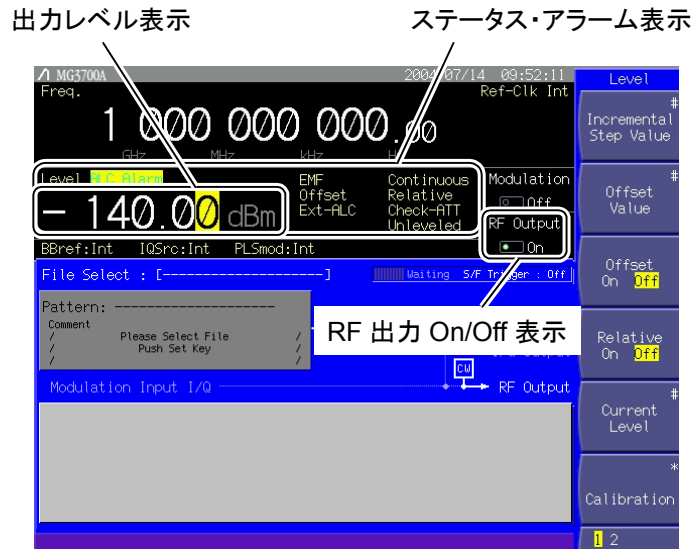 出力レベル表示
ステータス・アラーム表示
MG3700A 2004/07/14 09:52:11
Freq. Ref-Clk Int
1 000 000 000.00
GHz MHz kHz Hz
Level ALC Alarm
- 140.00 dBm
EMF
Offset
Ext-ALC
Continuous
Relative
Check-ATT
Unleveled
Modulation
Off
RF Output
On
BBref:Int IQSrc:Int PLSmod:Int
File Select : [--------------------] Waiting S/F Trigger : Off
Pattern: --------------------
Comment
/ Please Select File /
/ Push Set Key /
/ /
RF 出力 On/Off 表示
Output
CW
Modulation Input I/Q RF Output
Level
#
Incremental
Step Value
#
Offset
Value
Offset
On Off
Relative
On Off
#
Current
Level
*
Calibration
1 2